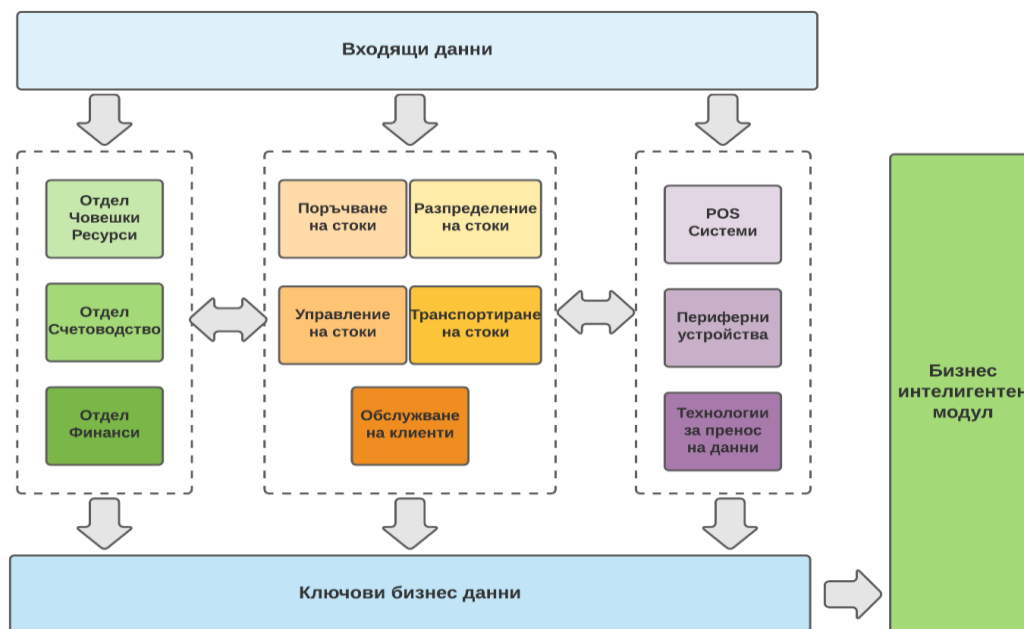 Входящи данни
Отдел
Човешки
Ресурси
Отдел
Счетоводство
Отдел
Финанси
Поръчване
на стоки
Разпределение
на стоки
Управление
на стоки
Транспортиране
на стоки
Обслужване
на клиенти
POS
Системи
Периферни
устройства
Технологии
за пренос
на данни
Бизнес
интелигентен
модул
Ключови бизнес данни